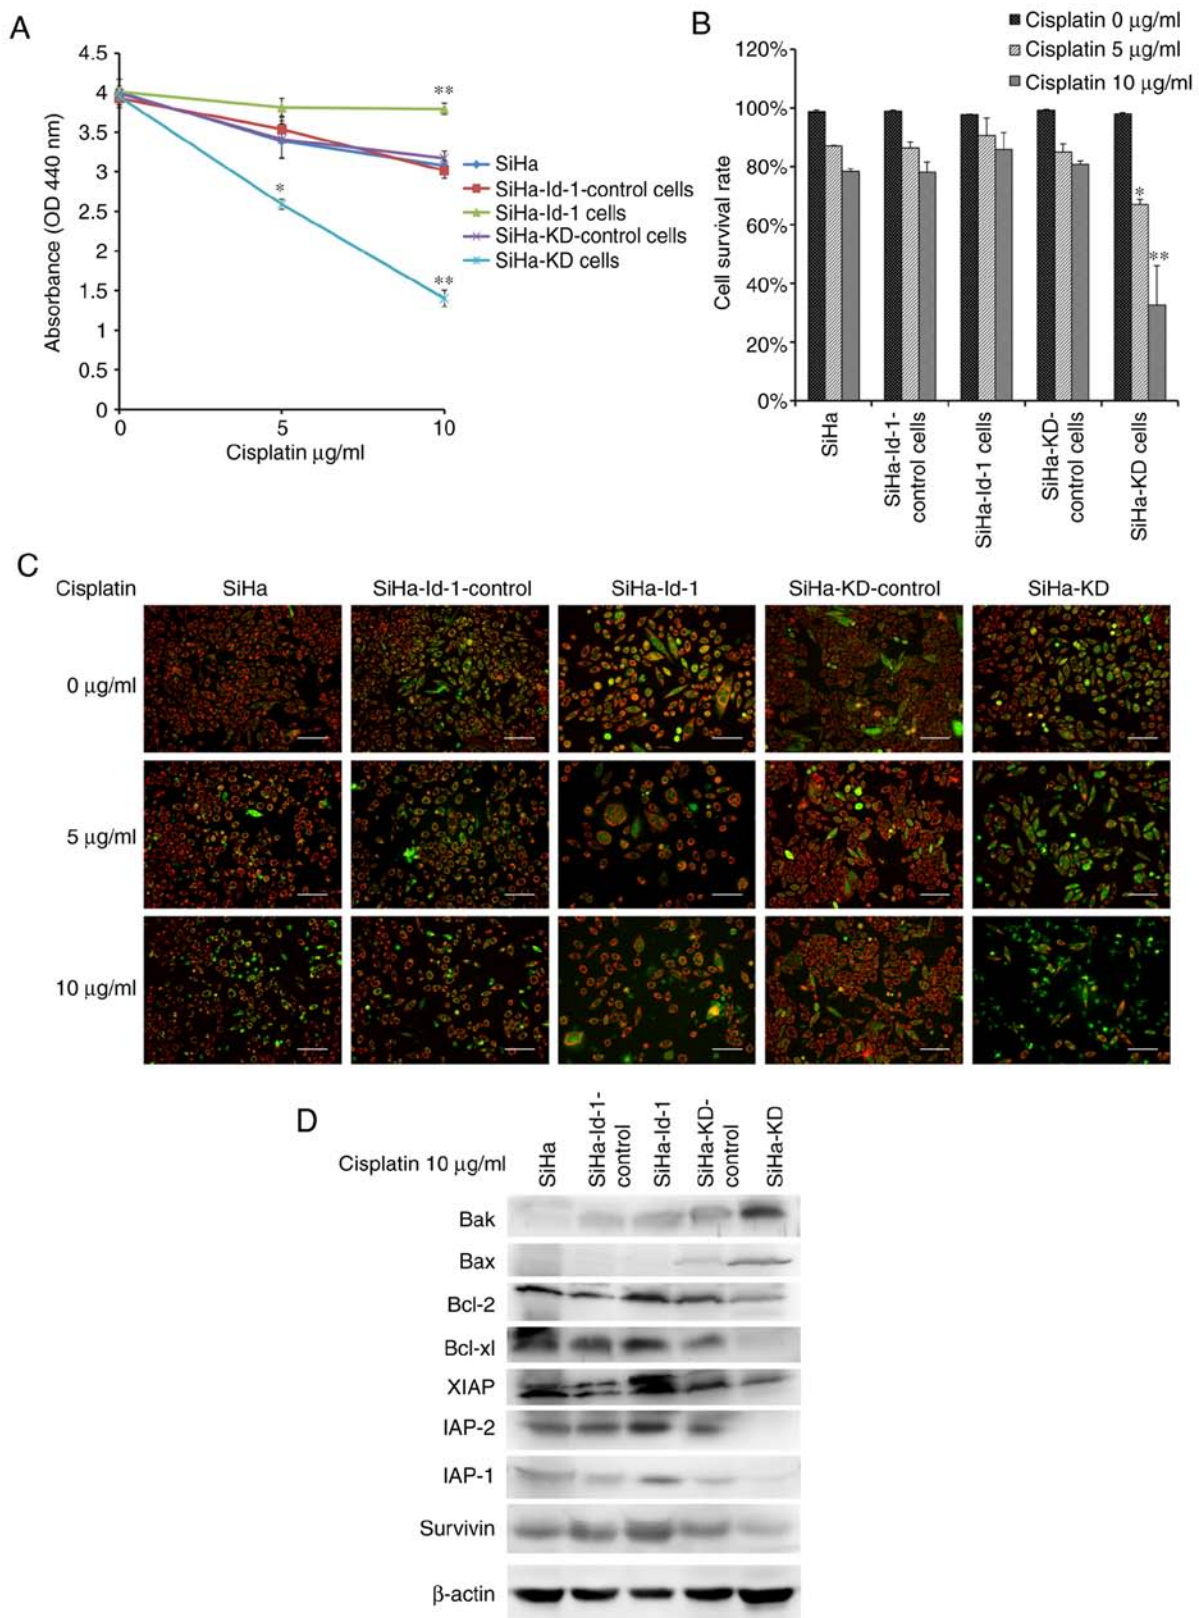 A
4.5
4
3.5
3
2.5
2
1.5
1
0.5
0
**
*
**
0
5
10
Absorbance (OD 440 nm)
Cisplatin µg/ml
SiHa
SiHa-Id-1-control cells
SiHa-Id-1 cells
SiHa-KD-control cells
SiHa-KD cells
B
Cisplatin 0 µg/ml
Cisplatin 5 µg/ml
Cisplatin 10 µg/ml
120%
100%
80%
60%
40%
20%
0%
*
**
Cell survival rate
SiHa
SiHa-Id-1-
control cells
SiHa-Id-1 cells
SiHa-KD-
control cells
SiHa-KD cells
C
Cisplatin
SiHa
SiHa-Id-1-control
SiHa-Id-1
SiHa-KD-control
SiHa-KD
0 µg/ml
5 µg/ml
10 µg/ml
D
Cisplatin 10 µg/ml
SiHa
SiHa-Id-1-
control
SiHa-Id-1
SiHa-KD-
control
SiHa-KD
Bak
Bax
Bcl-2
Bcl-xl
XIAP
IAP-2
IAP-1
Survivin
β-actin